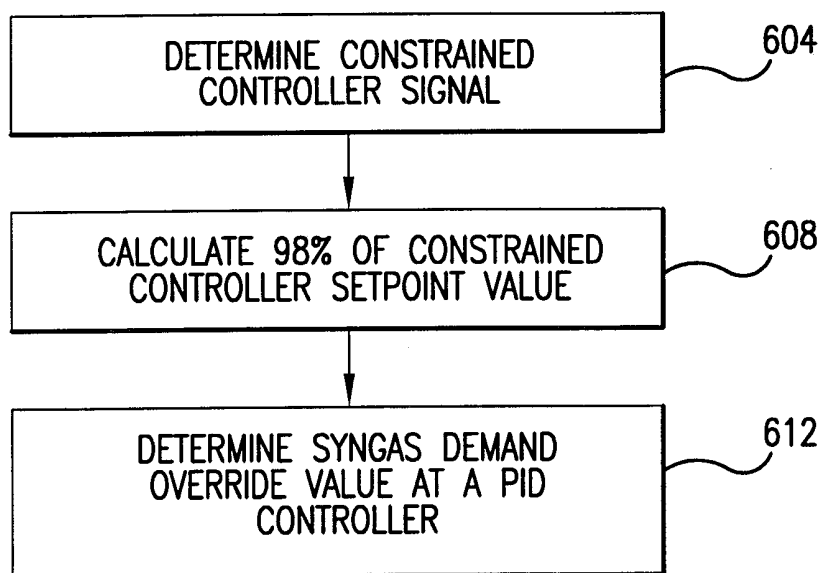 DETERMINE CONSTRAINED
CONTROLLER SIGNAL
604
CALCULATE 98% OF CONSTRAINED
CONTROLLER SETPOINT VALUE
608
DETERMINE SYNGAS DEMAND
OVERRIDE VALUE AT A PID
CONTROLLER
612